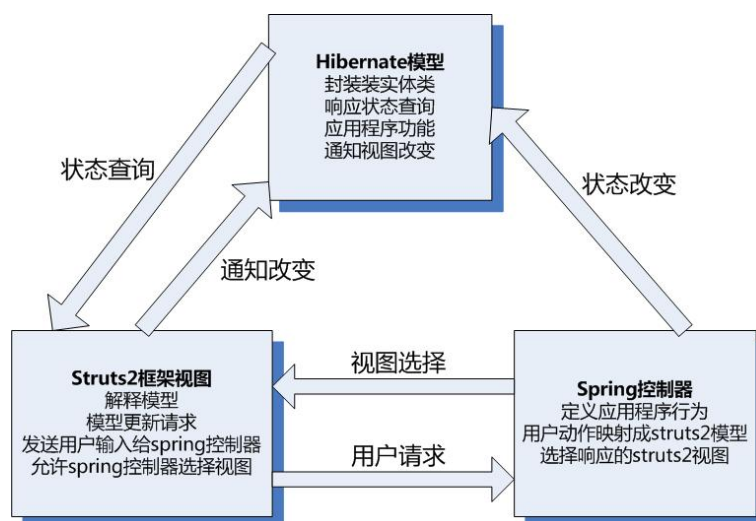 Hibernate模型
封装装实体类
响应状态查询
应用程序功能
通知视图改变
状态查询
状态改变
通知改变
Struts2框架视图
解释模型
模型更新请求
发送用户输入给spring控制器
允许spring控制器选择视图
视图选择
用户请求
Spring控制器
定义应用程序行为
用户动作映射成struts2模型
选择响应的struts2视图